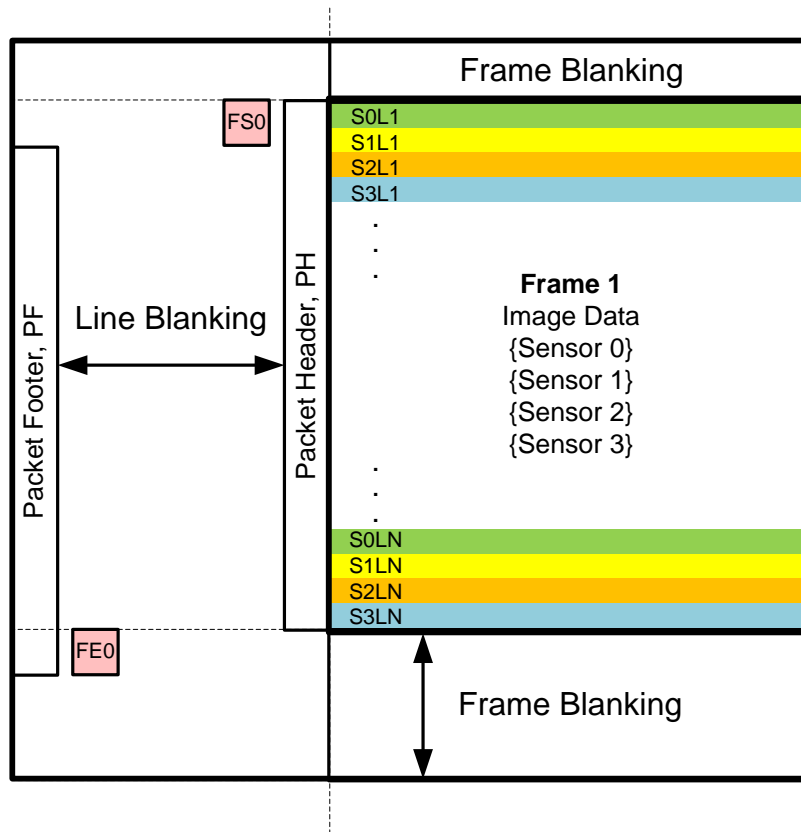 Frame Blanking
FS0
S0L1
S1L1
S2L1
S3L1
.
.
.
Packet Footer, PF
Line Blanking
Packet Header, PH
Frame 1
Image Data
{Sensor 0}
{Sensor 1}
{Sensor 2}
{Sensor 3}
.
.
.
S0LN
S1LN
S2LN
S3LN
FE0
Frame Blanking